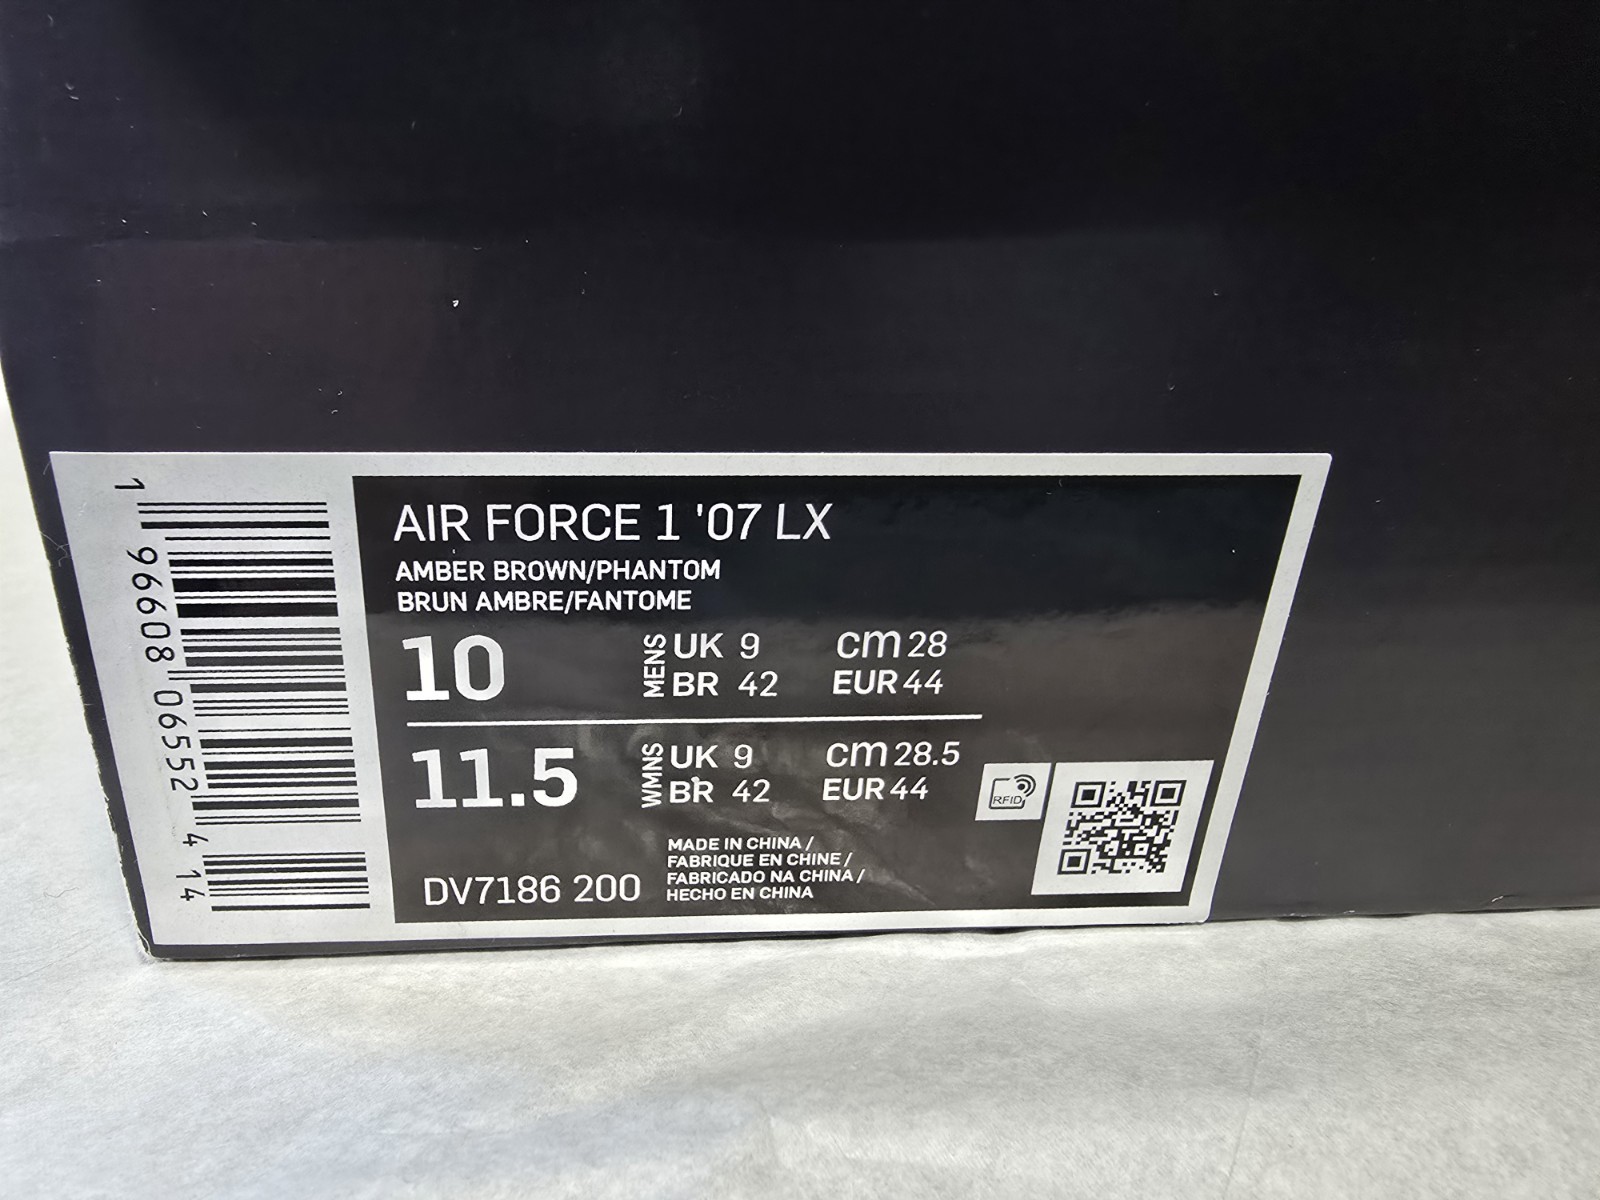 AIR FORCE 1 '07 LX
AMBER BROWN/PHANTOM
BRUN AMBRE/FANTOME
10 MENS UK 9 cm 28
BR 42 EUR 44
11.5 WMNS UK 9 cm 28.5
BR 42 EUR 44
MADE IN CHINA /
FABRIQUE EN CHINE /
FABRICADO NA CHINA /
HECHO EN CHINA
DV7186 200
RFID
1 96608 06552 4 14